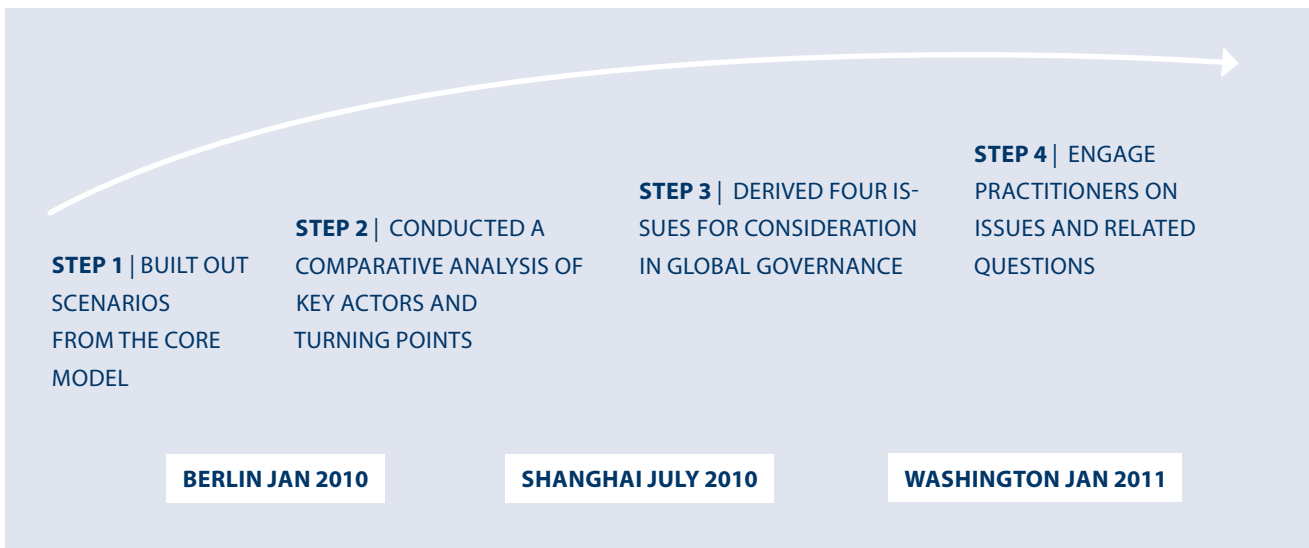 STEP 1 | BUILT OUT
SCENARIOS
FROM THE CORE
MODEL
STEP 2 | CONDUCTED A
COMPARATIVE ANALYSIS OF
KEY ACTORS AND
TURNING POINTS
STEP 3 | DERIVED FOUR IS-
SUES FOR CONSIDERATION
IN GLOBAL GOVERNANCE
STEP 4 | ENGAGE
PRACTITIONERS ON
ISSUES AND RELATED
QUESTIONS
BERLIN JAN 2010
SHANGHAI JULY 2010
WASHINGTON JAN 2011